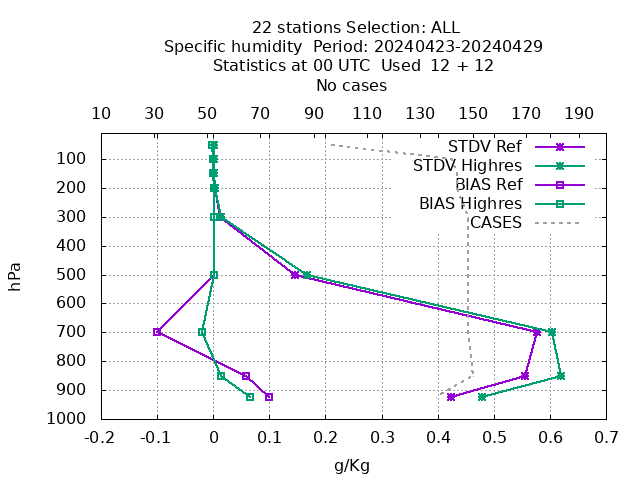 22 stations Selection: ALL
Specific humidity  Period: 20240423-20240429
Statistics at 00 UTC  Used  12 + 12
No cases
10 30 50 70 90 110 130 150 170 190
STDV Ref
STDV Highres
BIAS Ref
BIAS Highres
CASES
100
200
300
400
500
600
700
800
900
1000
hPa
-0.2 -0.1 0 0.1 0.2 0.3 0.4 0.5 0.6 0.7
g/Kg